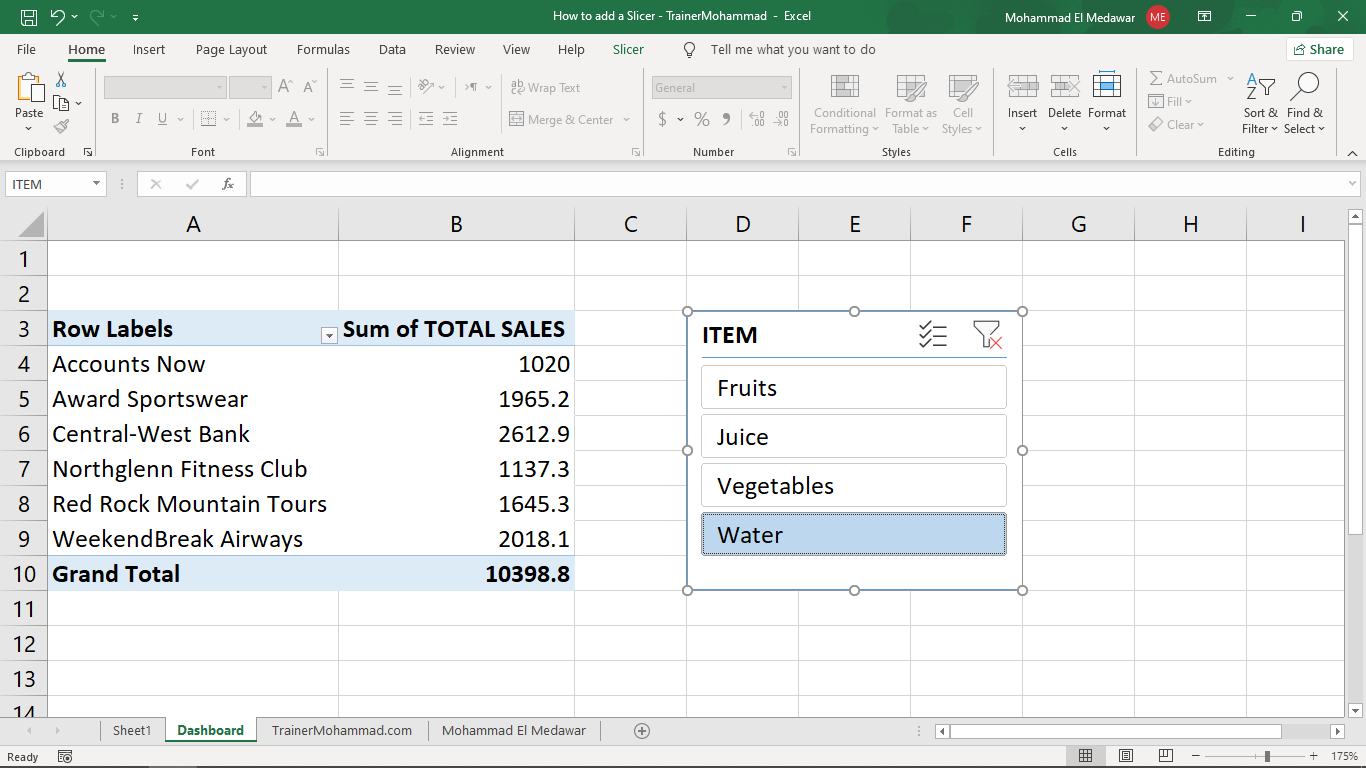 How to add a Slicer - TrainerMohammad - Excel
Mohammad El Medawar ME
File Home Insert Page Layout Formulas Data Review View Help Slicer Tell me what you want to do Share
Paste
B I U
A A
A
ab Wrap Text
Merge & Center
General
$ % 9
Conditional Formatting
Format as Table
Cell Styles
Insert Delete Format
AutoSum
Fill
Clear
Sort & Filter
Find & Select
Clipboard Font Alignment Number Styles Cells Editing
ITEM fx
A B C D E F G H I
1
2
3 Row Labels Sum of TOTAL SALES
4 Accounts Now 1020
5 Award Sportswear 1965.2
6 Central-West Bank 2612.9
7 Northglenn Fitness Club 1137.3
8 Red Rock Mountain Tours 1645.3
9 WeekendBreak Airways 2018.1
10 Grand Total 10398.8
11
12
13
14
ITEM
Fruits
Juice
Vegetables
Water
Sheet1 Dashboard TrainerMohammad.com Mohammad El Medawar
Ready 175%